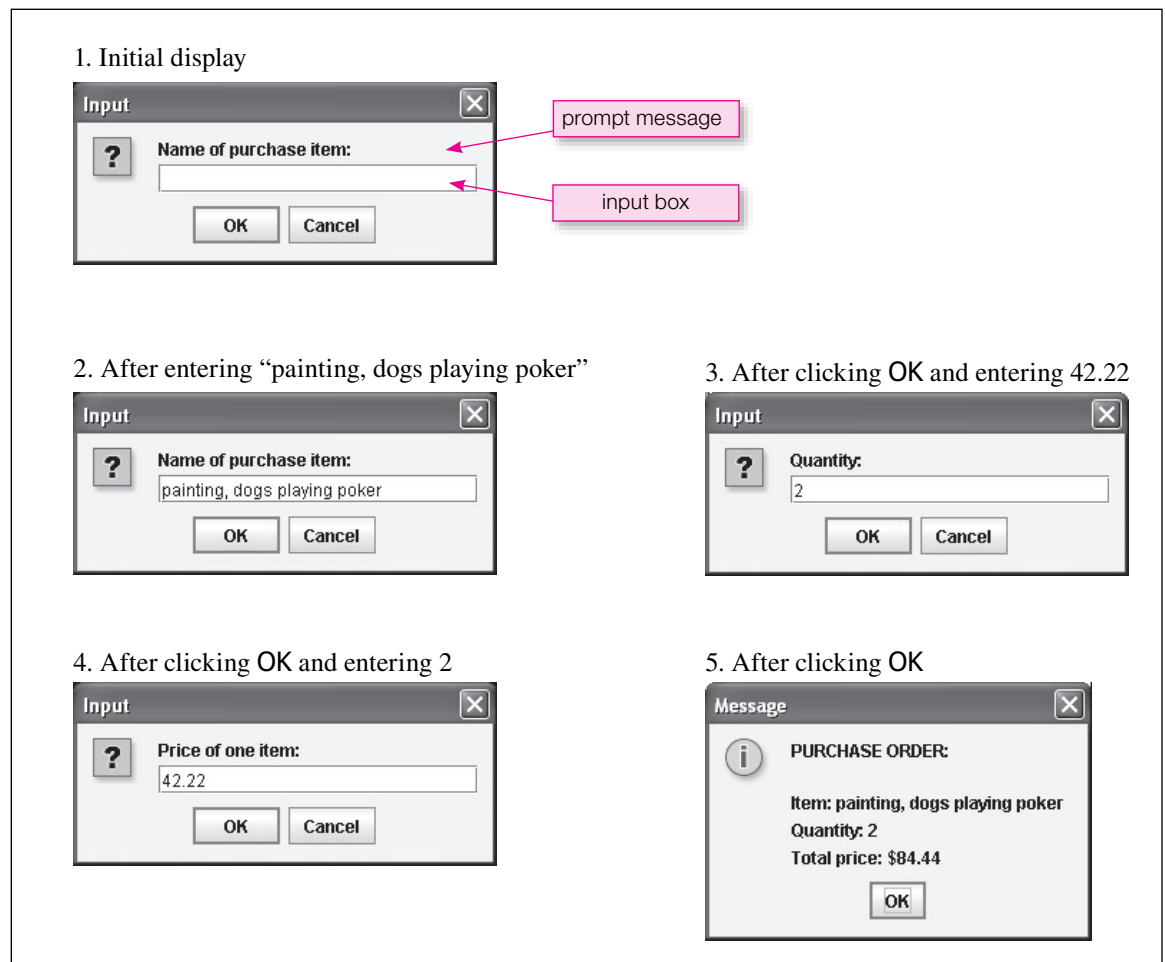 1. Initial display
Input
Name of purchase item:
OK Cancel
prompt message
input box
2. After entering “painting, dogs playing poker”
Input
Name of purchase item:
painting, dogs playing poker
OK Cancel
3. After clicking OK and entering 42.22
Input
Quantity:
2
OK Cancel
4. After clicking OK and entering 2
Input
Price of one item:
42.22
OK Cancel
5. After clicking OK
Message
PURCHASE ORDER:
Item: painting, dogs playing poker
Quantity: 2
Total price: $84.44
OK